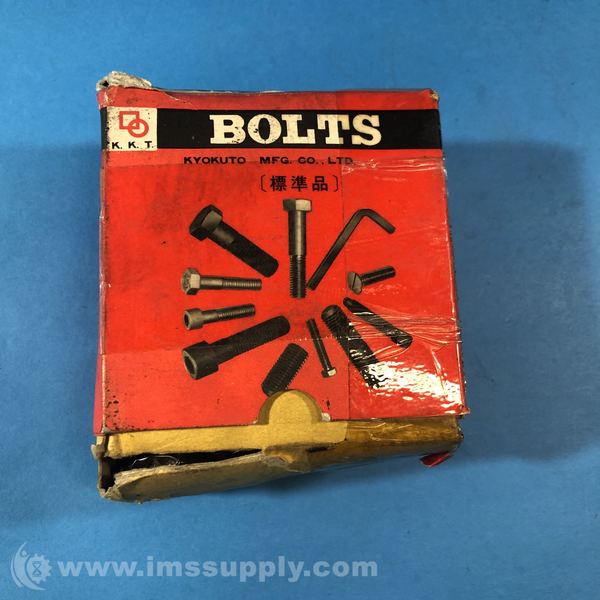 BOLTS
K. K. T.
KYOKUTO MFG. CO., LTD.
〔標準品〕
www.imssupply.com